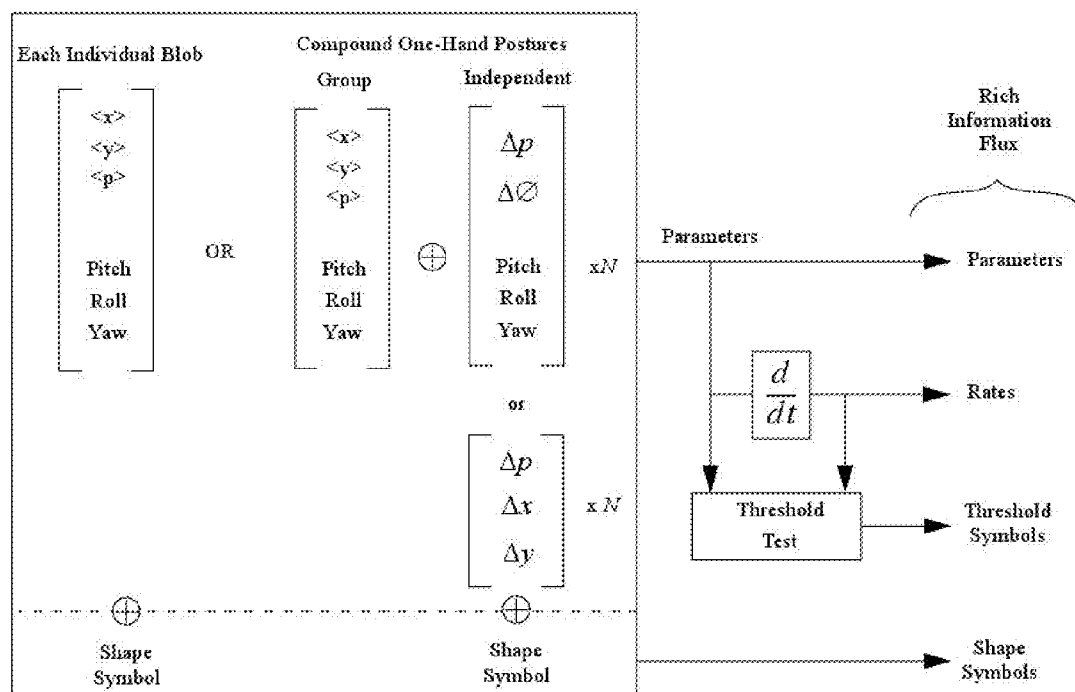 Each Individual Blob
<x>
<y>
<p>
Pitch
Roll
Yaw
OR
Compound One-Hand Postures
Group
<x>
<y>
<p>
Pitch
Roll
Yaw
⊕
Independent
Δp
Δ∅
Pitch
Roll
Yaw
xN
or
Δp
Δx
Δy
x N
⊕
Shape
Symbol
⊕
Shape
Symbol
Parameters
d
dt
Threshold
Test
Rich
Information
Flux
Parameters
Rates
Threshold
Symbols
Shape
Symbols